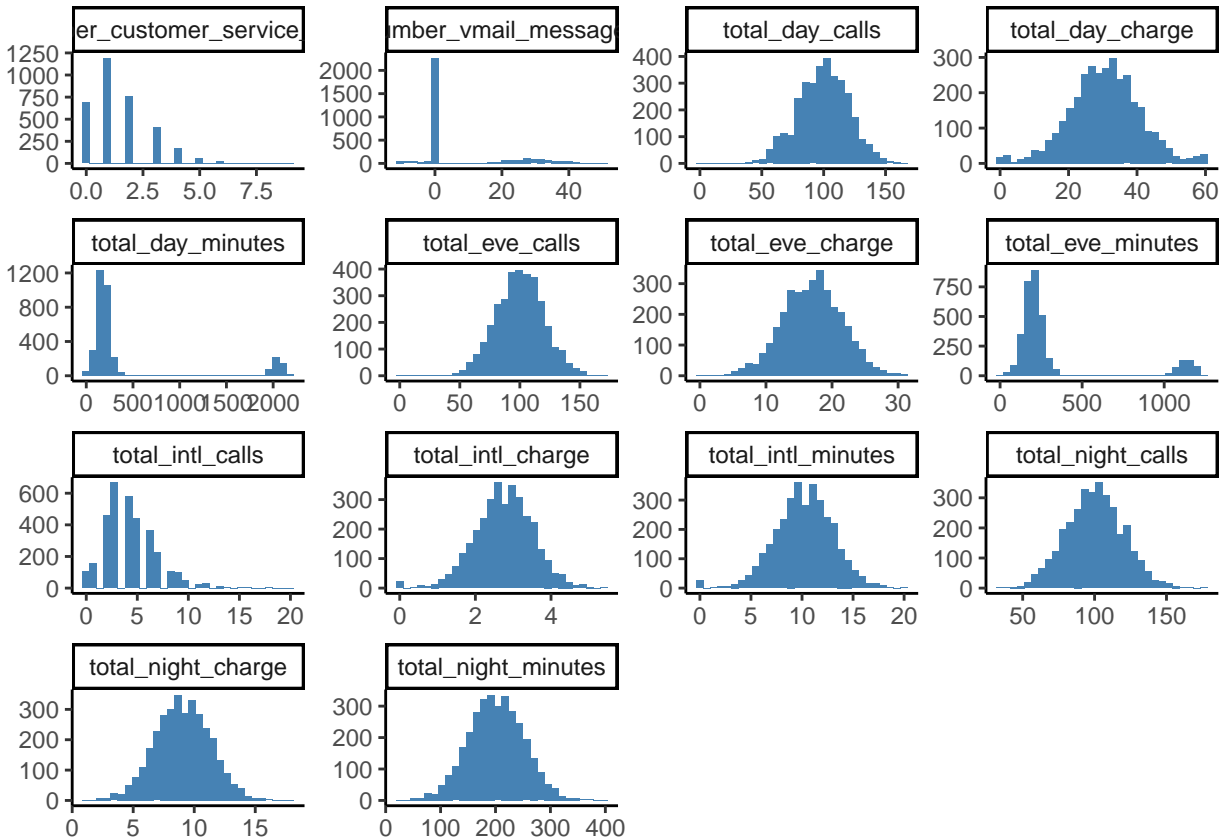 er_customer_service_
umber_vmail_message
total_day_calls
total_day_charge
1250
1000
750
500
250
0
0.0 2.5 5.0 7.5
2000
1500
1000
500
0
0 20 40
400
300
200
100
0
0 50 100 150
300
200
100
0
0 20 40 60
total_day_minutes
total_eve_calls
total_eve_charge
total_eve_minutes
1200
800
400
0
0 500 1000 1500 2000
400
300
200
100
0
0 50 100 150
300
200
100
0
0 10 20 30
750
500
250
0
0 500 1000
total_intl_calls
total_intl_charge
total_intl_minutes
total_night_calls
600
400
200
0
0 5 10 15 20
300
200
100
0
0 2 4
300
200
100
0
0 5 10 15 20
300
200
100
0
50 100 150
total_night_charge
total_night_minutes
300
200
100
0
0 5 10 15
300
200
100
0
0 100 200 300 400